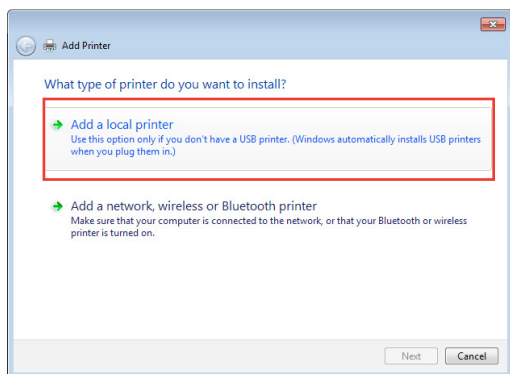 Add Printer
What type of printer do you want to install?
Add a local printer
Use this option only if you don't have a USB printer. (Windows automatically installs USB printers
when you plug them in.)
Add a network, wireless or Bluetooth printer
Make sure that your computer is connected to the network, or that your Bluetooth or wireless
printer is turned on.
Next Cancel